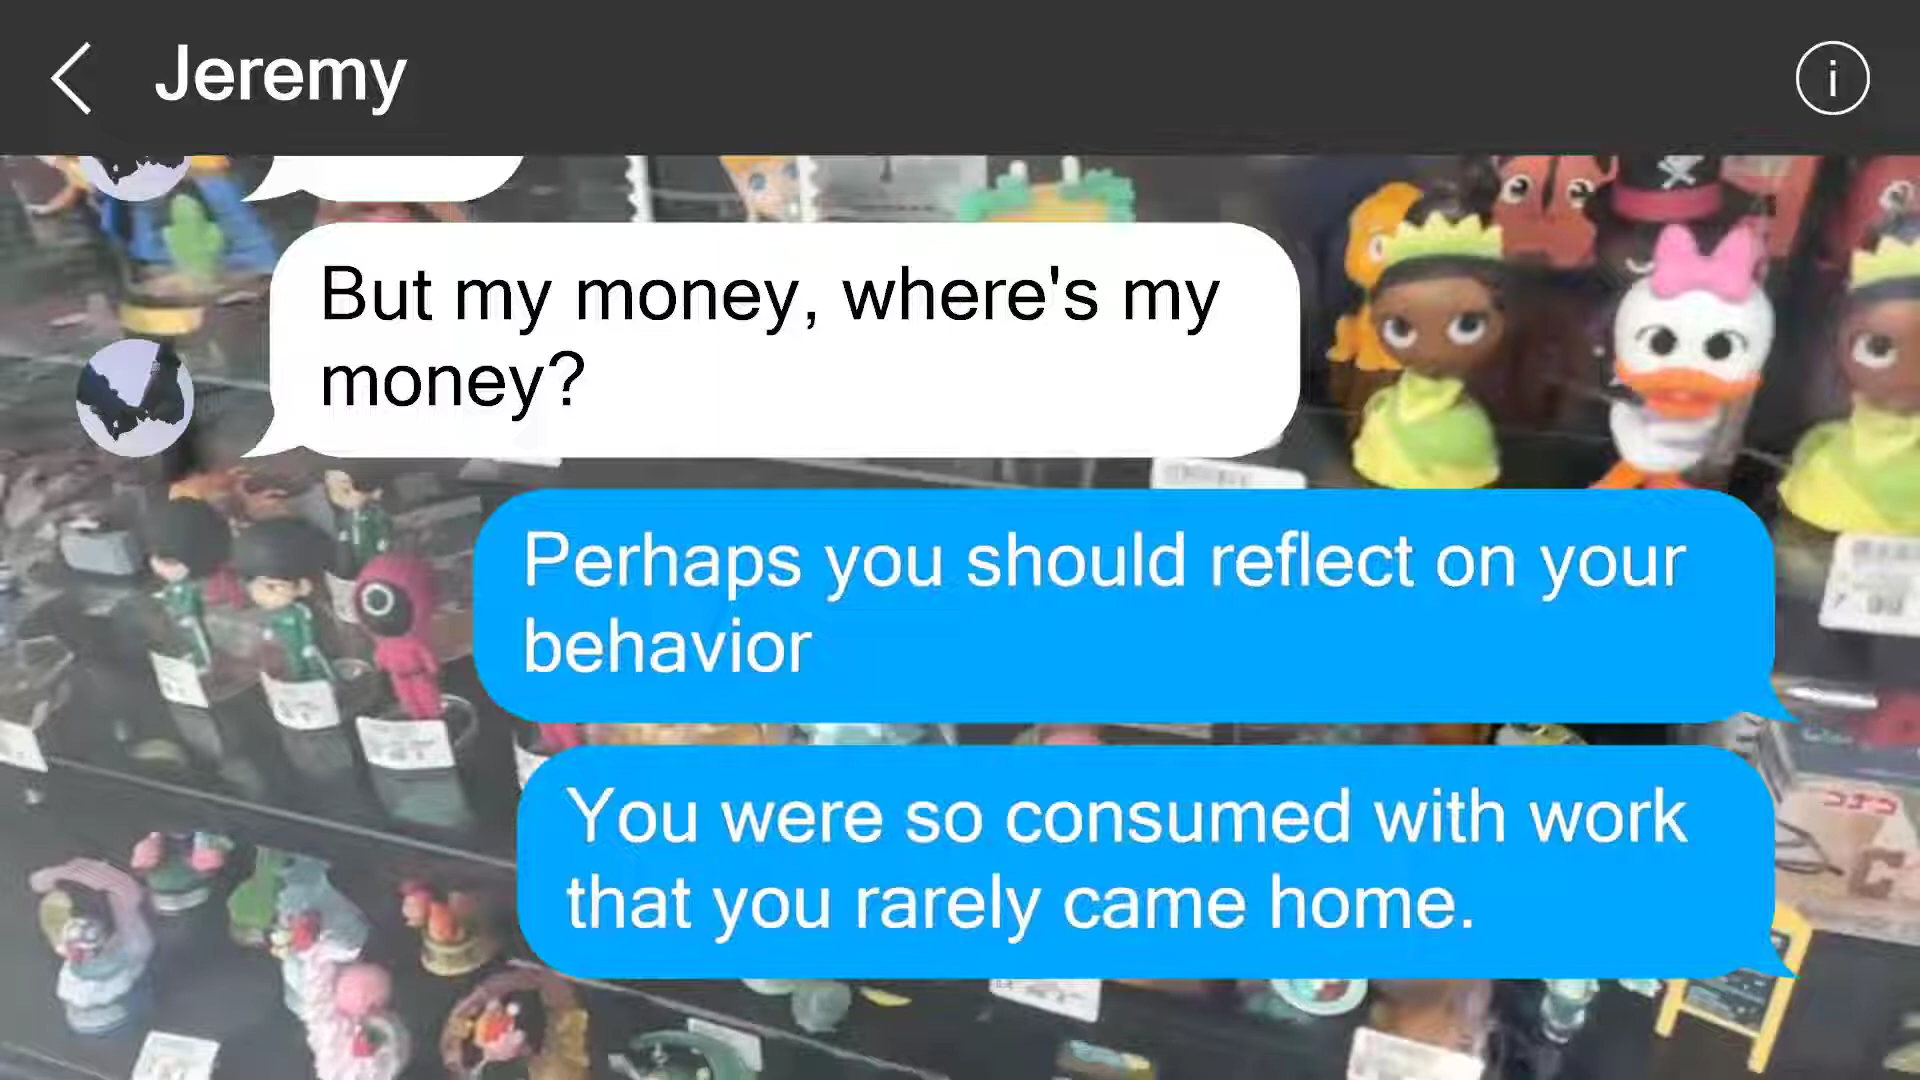 Jeremy
But my money, where's my
money?
Perhaps you should reflect on your
behavior
You were so consumed with work
that you rarely came home.